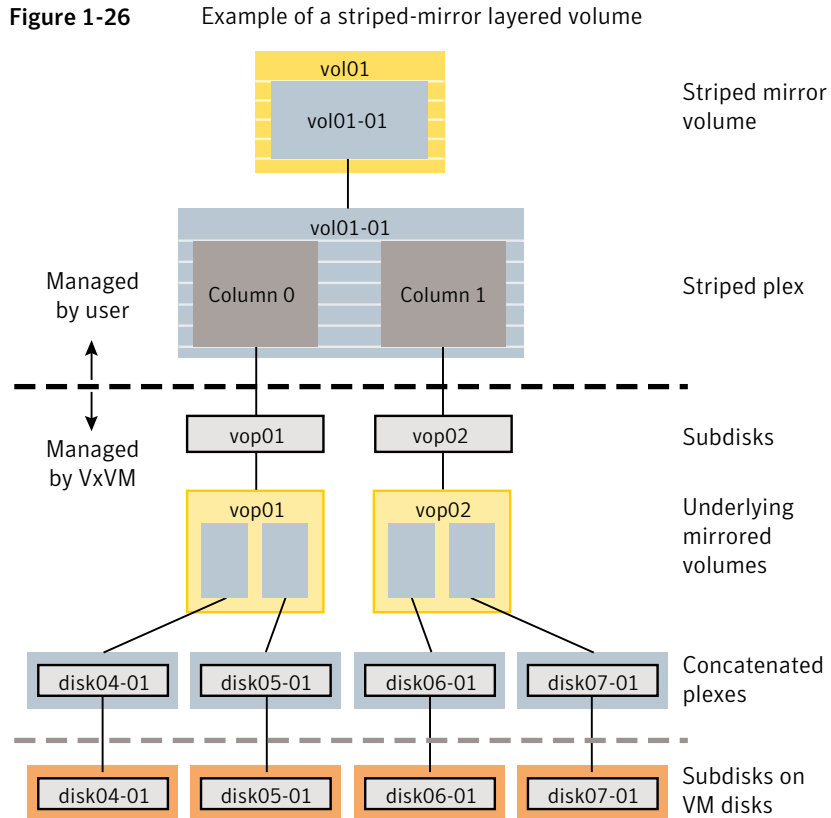 Figure 1-26 Example of a striped-mirror layered volume
vol01
vol01-01
Striped mirror
volume
vol01-01
Column 0 Column 1
Striped plex
Managed
by user
Managed
by VxVM
vop01 vop02
Subdisks
vop01 vop02
Underlying
mirrored
volumes
disk04-01 disk05-01 disk06-01 disk07-01
Concatenated
plexes
disk04-01 disk05-01 disk06-01 disk07-01
Subdisks on
VM disks